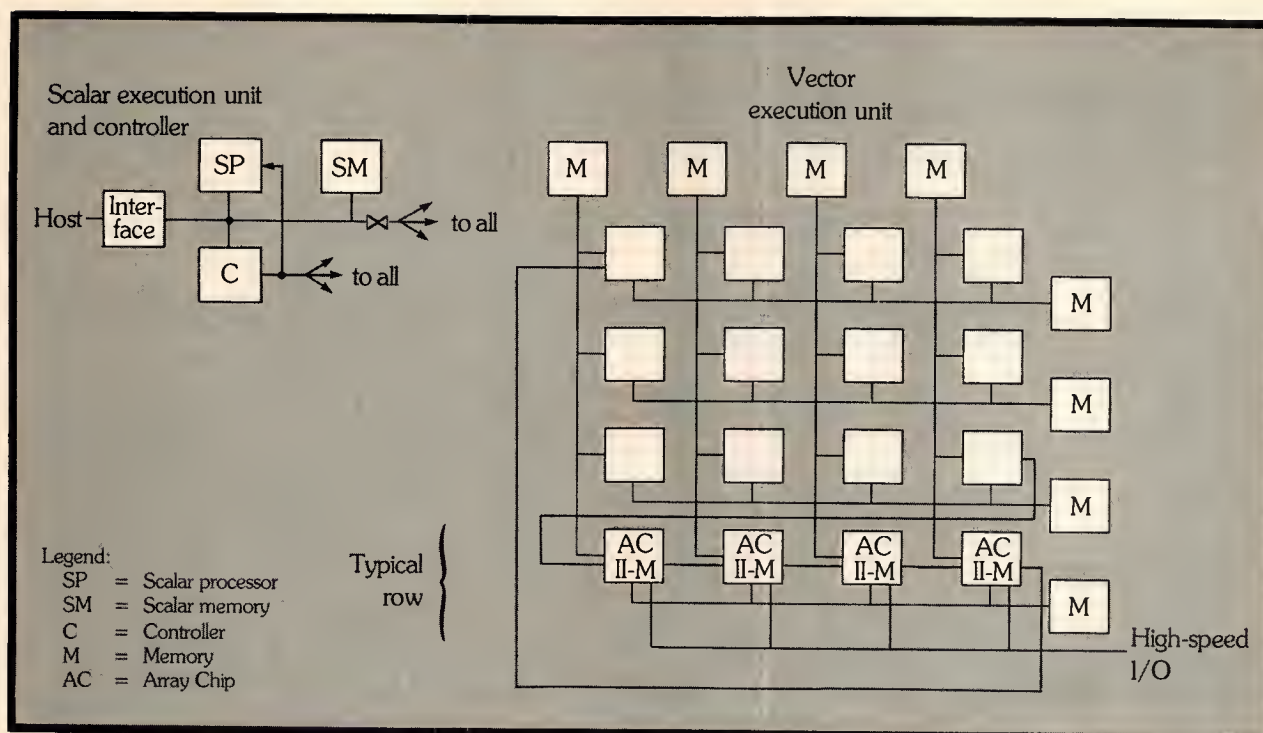 Scalar execution unit
and controller
SP
SM
Host
Inter-
face
to all
C
to all
Vector
execution unit
M
M
M
M
M
M
M
Typical
row
AC
II-M
AC
II-M
AC
II-M
AC
II-M
M
High-speed
I/O
Legend:
SP = Scalar processor
SM = Scalar memory
C = Controller
M = Memory
AC = Array Chip